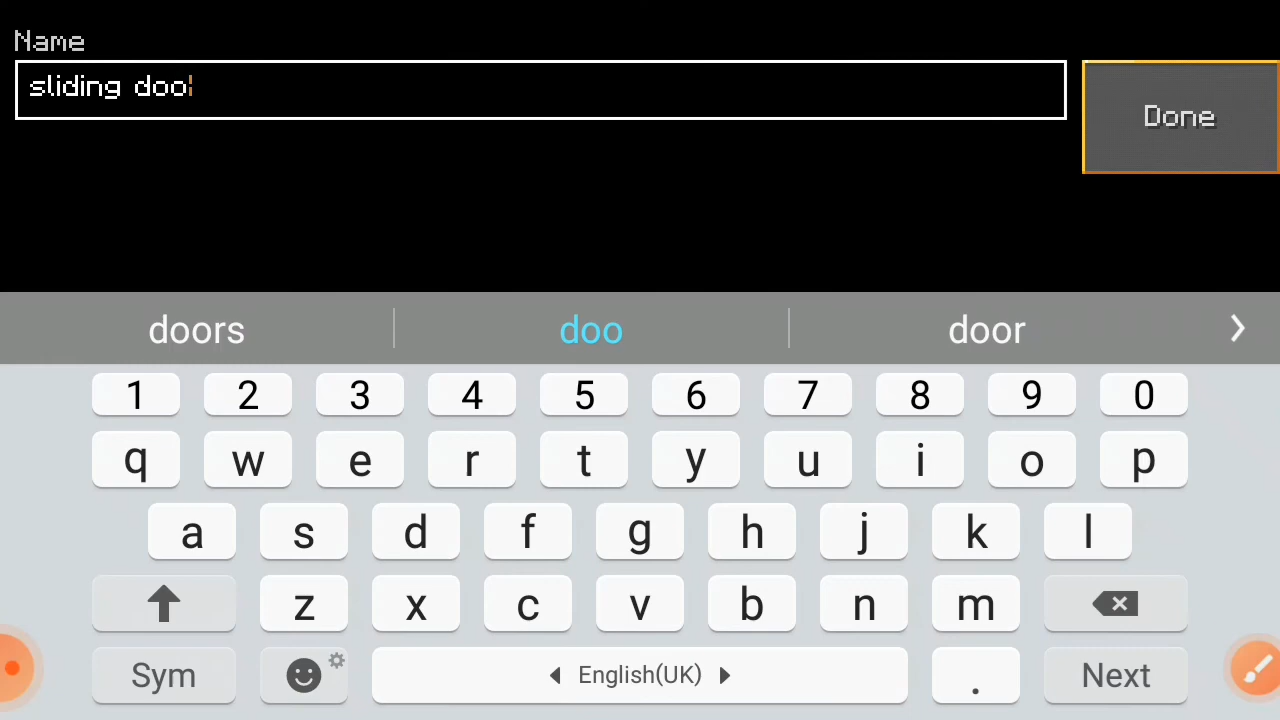 Name
sliding doo
Done
doors doo door
1 2 3 4 5 6 7 8 9 0
q w e r t y u i o p
a s d f g h j k l
z x c v b n m
Sym English(UK) . Next